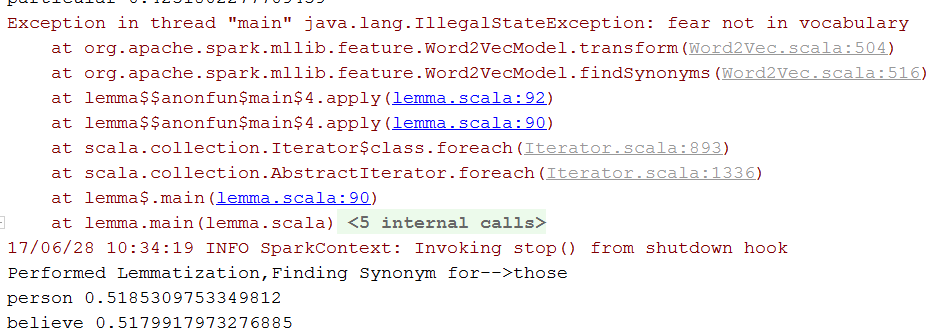 Exception in thread "main" java.lang.IllegalStateException: fear not in vocabulary
at org.apache.spark.mllib.feature.Word2VecModel.transform(Word2Vec.scala:504)
at org.apache.spark.mllib.feature.Word2VecModel.findSynonyms(Word2Vec.scala:516)
at lemma$$anonfun$main$4.apply(lemma.scala:92)
at lemma$$anonfun$main$4.apply(lemma.scala:90)
at scala.collection.Iterator$class.foreach(Iterator.scala:893)
at scala.collection.AbstractIterator.foreach(Iterator.scala:1336)
at lemma$.main(lemma.scala:90)
at lemma.main(lemma.scala) <5 internal calls>
17/06/28 10:34:19 INFO SparkContext: Invoking stop() from shutdown hook
Performed Lemmatization,Finding Synonym for-->those
person 0.5185309753349812
believe 0.5179917973276885